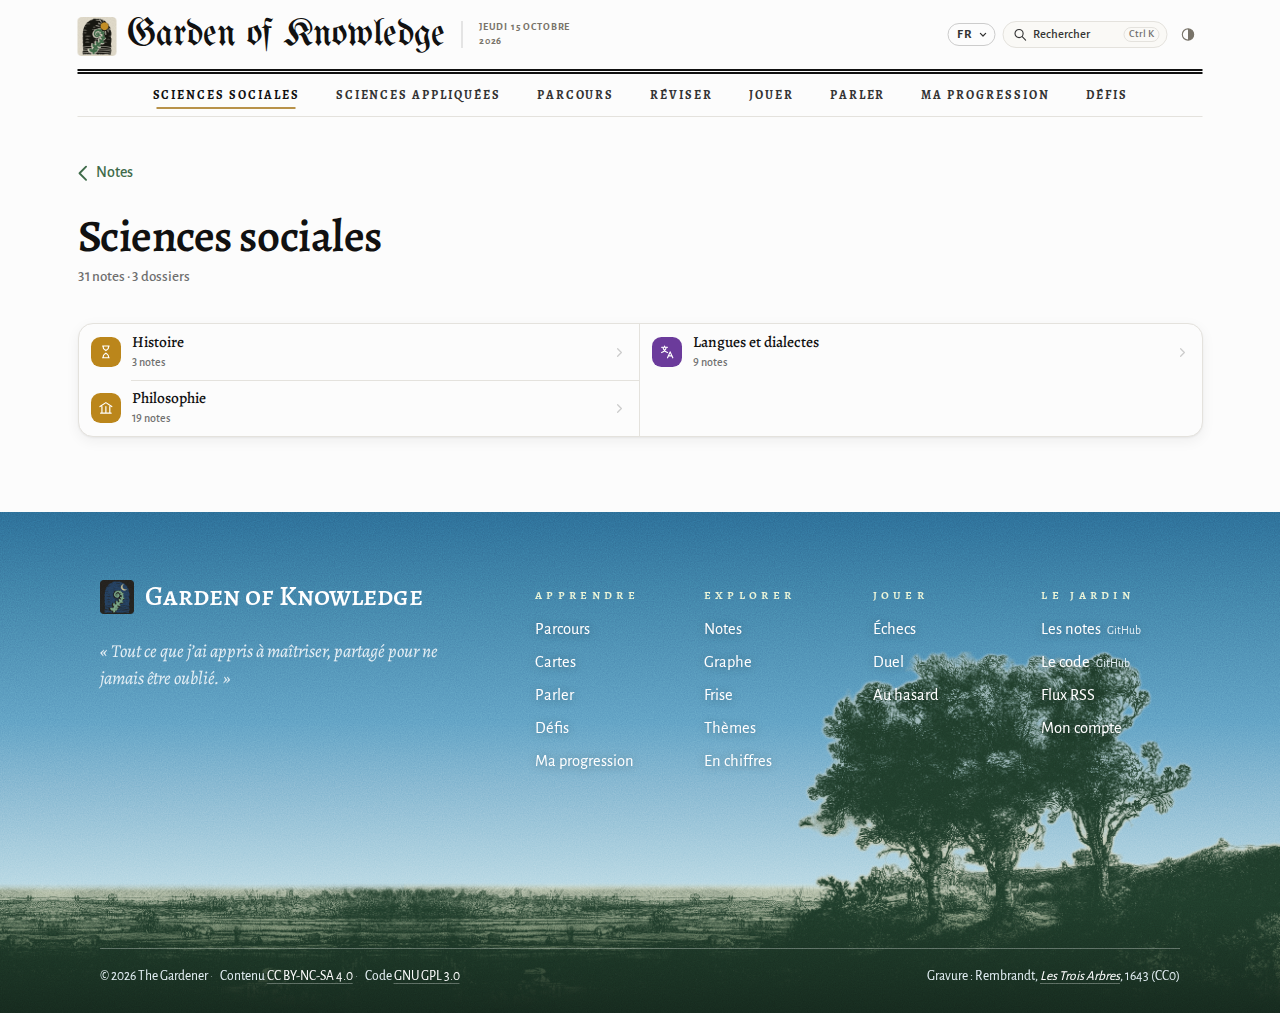 Garden of Knowledge
JEUDI 15 OCTOBRE
2026
FR
Rechercher
Ctrl K
SCIENCES SOCIALES
SCIENCES APPLIQUÉES
PARCOURS
RÉVISER
JOUER
PARLER
MA PROGRESSION
DÉFIS
Notes
Sciences sociales
31 notes · 3 dossiers
Histoire
3 notes
Langues et dialectes
9 notes
Philosophie
19 notes
GARDEN OF KNOWLEDGE
« Tout ce que j’ai appris à maîtriser, partagé pour ne
jamais être oublié. »
APPRENDRE
Parcours
Cartes
Parler
Défis
Ma progression
EXPLORER
Notes
Graphe
Frise
Thèmes
En chiffres
JOUER
Échecs
Duel
Au hasard
LE JARDIN
Les notes GitHub
Le code GitHub
Flux RSS
Mon compte
© 2026 The Gardener · Contenu CC BY-NC-SA 4.0 · Code GNU GPL 3.0
Gravure : Rembrandt, Les Trois Arbres, 1643 (CC0)